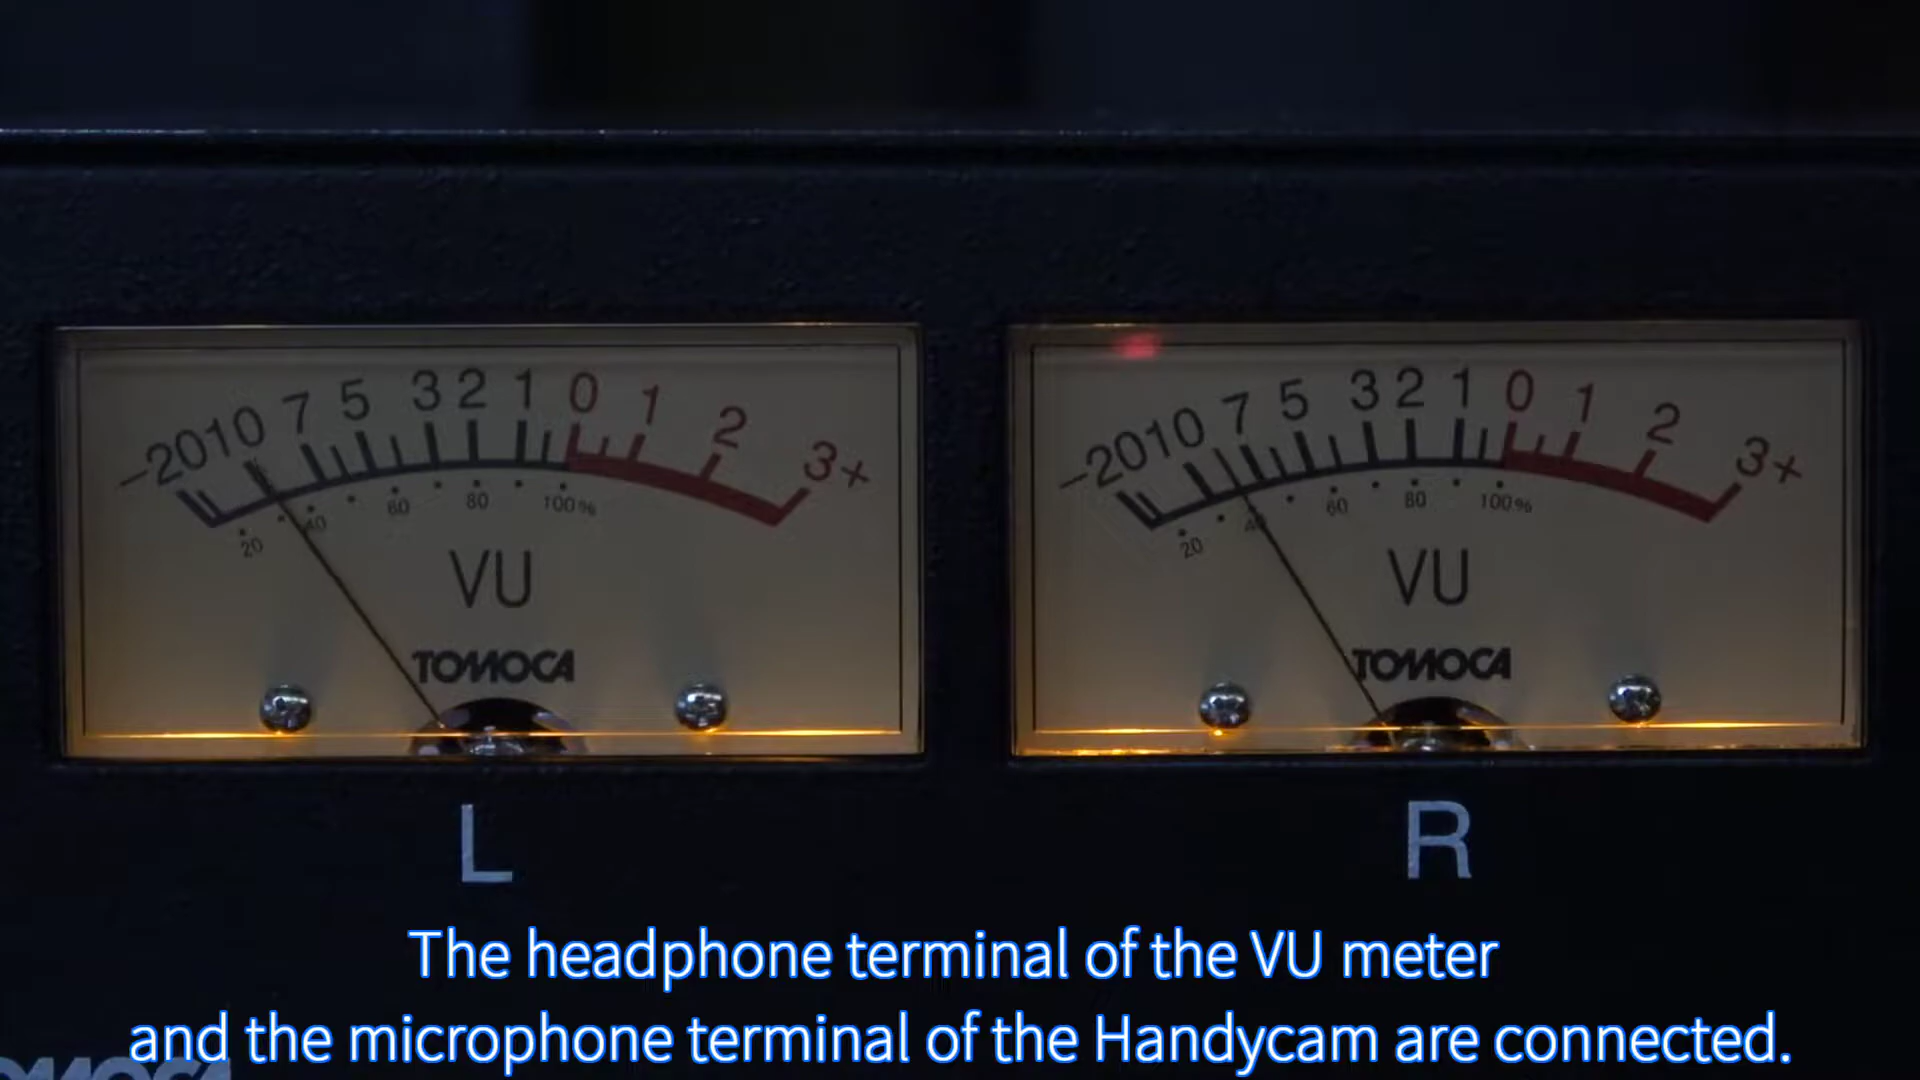 -20 10 7 5 3 2 1 0 1 2 3+
20 40 60 80 100%
VU
TOMOCA
L
-20 10 7 5 3 2 1 0 1 2 3+
20 40 60 80 100%
VU
TOMOCA
R
The headphone terminal of the VU meter
and the microphone terminal of the Handycam are connected.
TOMOCA